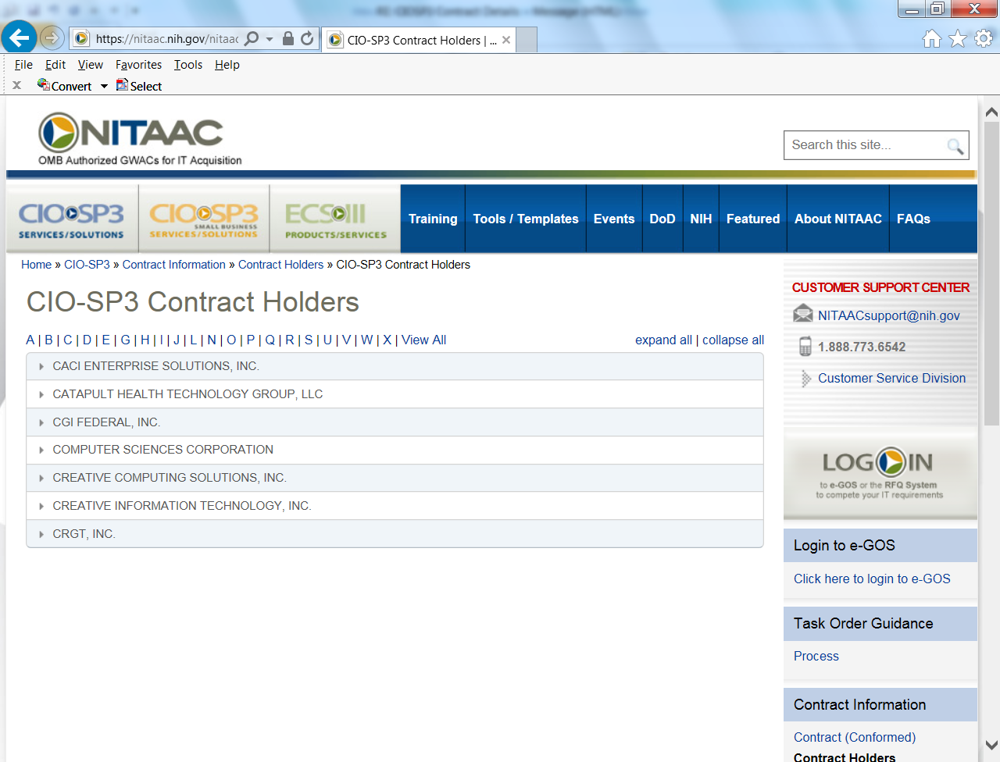 https://nitaac.nih.gov/nitaac
CIO-SP3 Contract Holders | ...
File Edit View Favorites Tools Help
x Convert Select
NITAAC
OMB Authorized GWACs for IT Acquisition
Search this site...
CIO SP3
SERVICES/SOLUTIONS
CIO SP3
SMALL BUSINESS
SERVICES/SOLUTIONS
ECS III
PRODUCTS/SERVICES
Training Tools / Templates Events DoD NIH Featured About NITAAC FAQs
Home » CIO-SP3 » Contract Information » Contract Holders » CIO-SP3 Contract Holders
CIO-SP3 Contract Holders
A | B | C | D | E | G | H | I | J | L | N | O | P | Q | R | S | U | V | W | X | View All
expand all | collapse all
CACI ENTERPRISE SOLUTIONS, INC.
CATAPULT HEALTH TECHNOLOGY GROUP, LLC
CGI FEDERAL, INC.
COMPUTER SCIENCES CORPORATION
CREATIVE COMPUTING SOLUTIONS, INC.
CREATIVE INFORMATION TECHNOLOGY, INC.
CRGT, INC.
CUSTOMER SUPPORT CENTER
NITAACsupport@nih.gov
1.888.773.6542
Customer Service Division
LOG IN
to e-GOS or the RFQ System
to compete your IT requirements
Login to e-GOS
Click here to login to e-GOS
Task Order Guidance
Process
Contract Information
Contract (Conformed)
Contract Holders